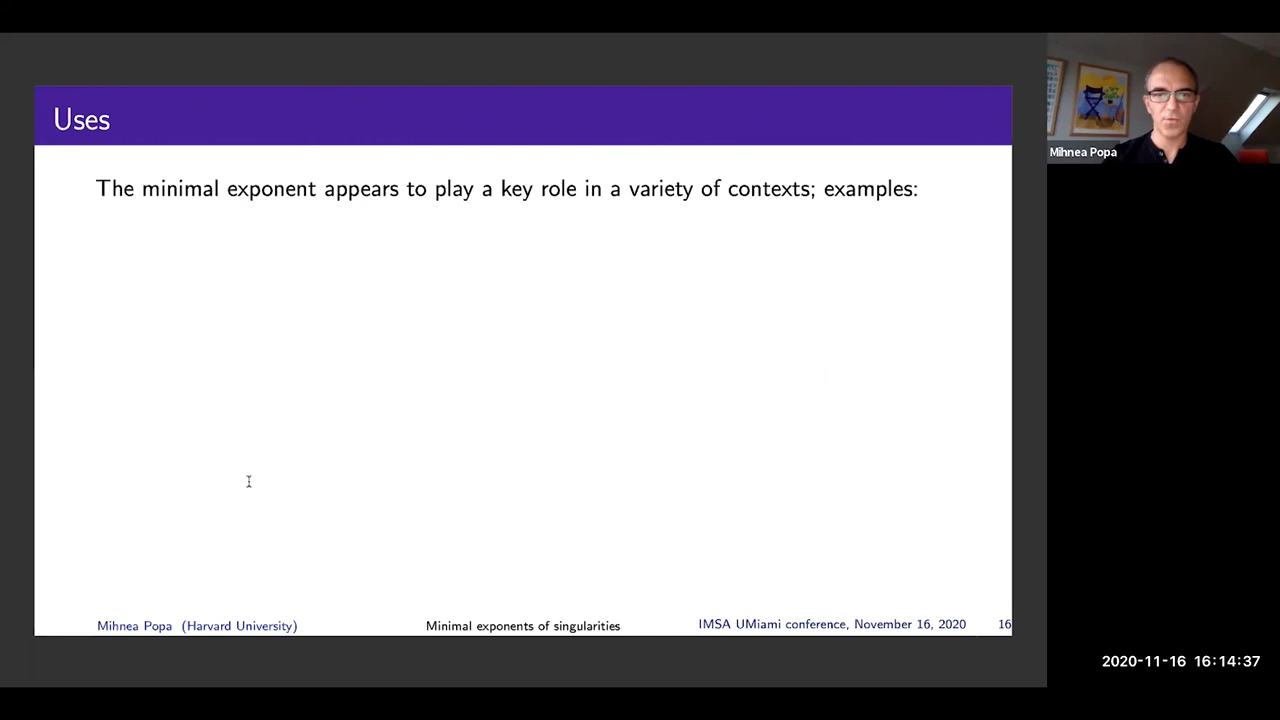 Uses
The minimal exponent appears to play a key role in a variety of contexts; examples:
Mihnea Popa
Mihnea Popa (Harvard University)
Minimal exponents of singularities
IMSA UMiami conference, November 16, 2020
16
2020-11-16 16:14:37